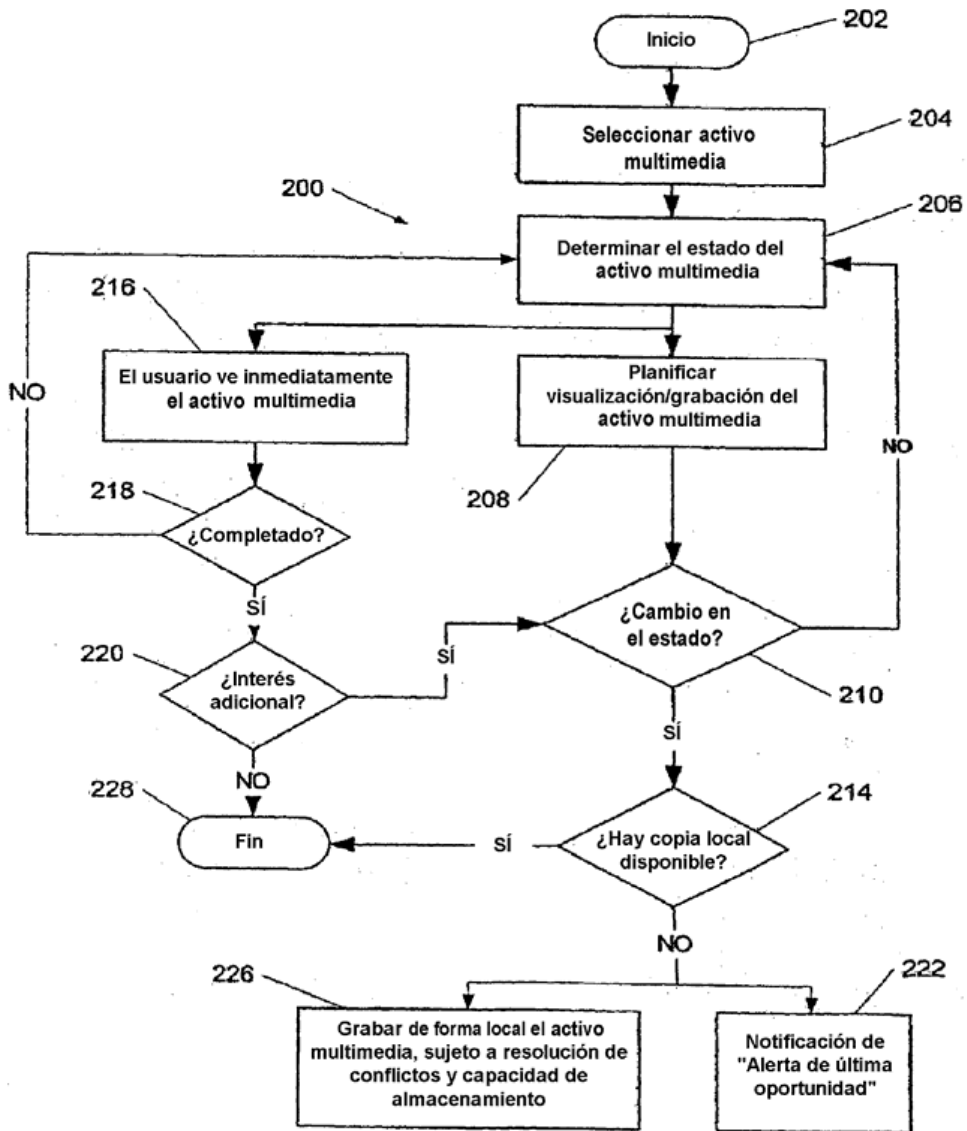 202
Inicio
204
Seleccionar activo
multimedia
200
206
Determinar el estado del
activo multimedia
216
NO
El usuario ve inmediatamente
el activo multimedia
Planificar
visualización/grabación del
activo multimedia
NO
208
218
¿Completado?
SÍ
¿Cambio en
el estado?
210
220
SÍ
¿Interés
adicional?
SÍ
NO
228
Fin
214
SÍ
¿Hay copia local
disponible?
NO
226
222
Grabar de forma local el activo
multimedia, sujeto a resolución de
conflictos y capacidad de
almacenamiento
Notificación de
"Alerta de última
oportunidad"